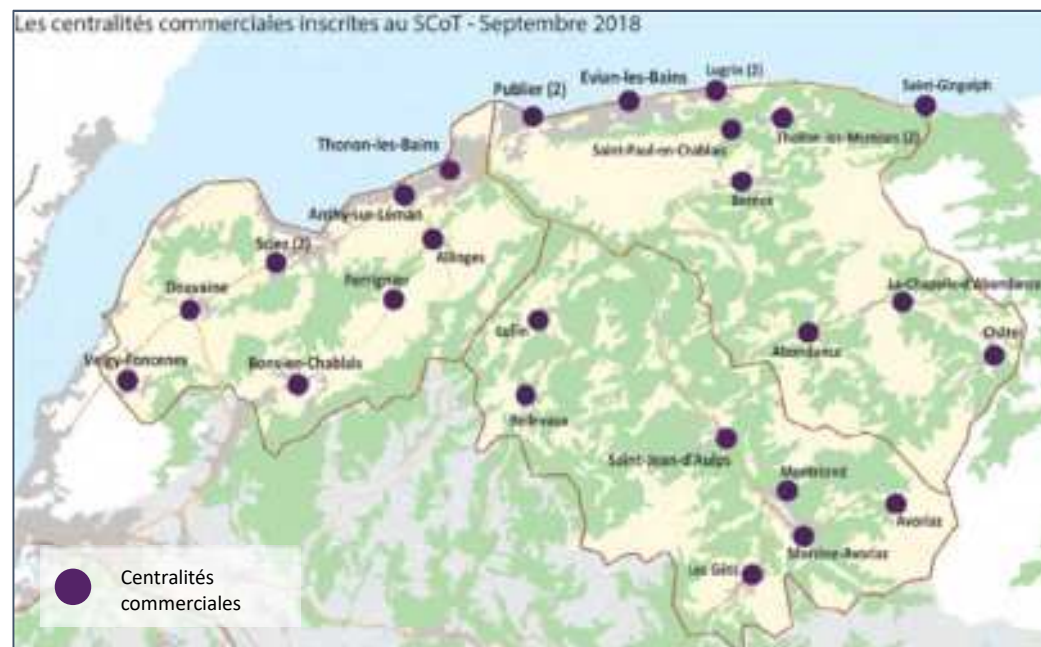 Les centralités commerciales inscrites au SCoT - Septembre 2018
Evian-les-Bains
Lugrin (2)
Publier (2)
Saint-Gingolph
Thollon-les-Mémises (2)
Saint-Paul-en-Chablais
Thonon-les-Bains
Bernex
Anthy-sur-Léman
Allinges
Sciez (2)
Perrignier
Douvaine
La Chapelle-d'Abondance
Lullin
Abondance
Châtel
Veigy-Foncenex
Bons-en-Chablais
Bellevaux
Saint-Jean-d'Aulps
Montriond
Avoriaz
Morzine-Avoriaz
Les Gets
Centralités
commerciales